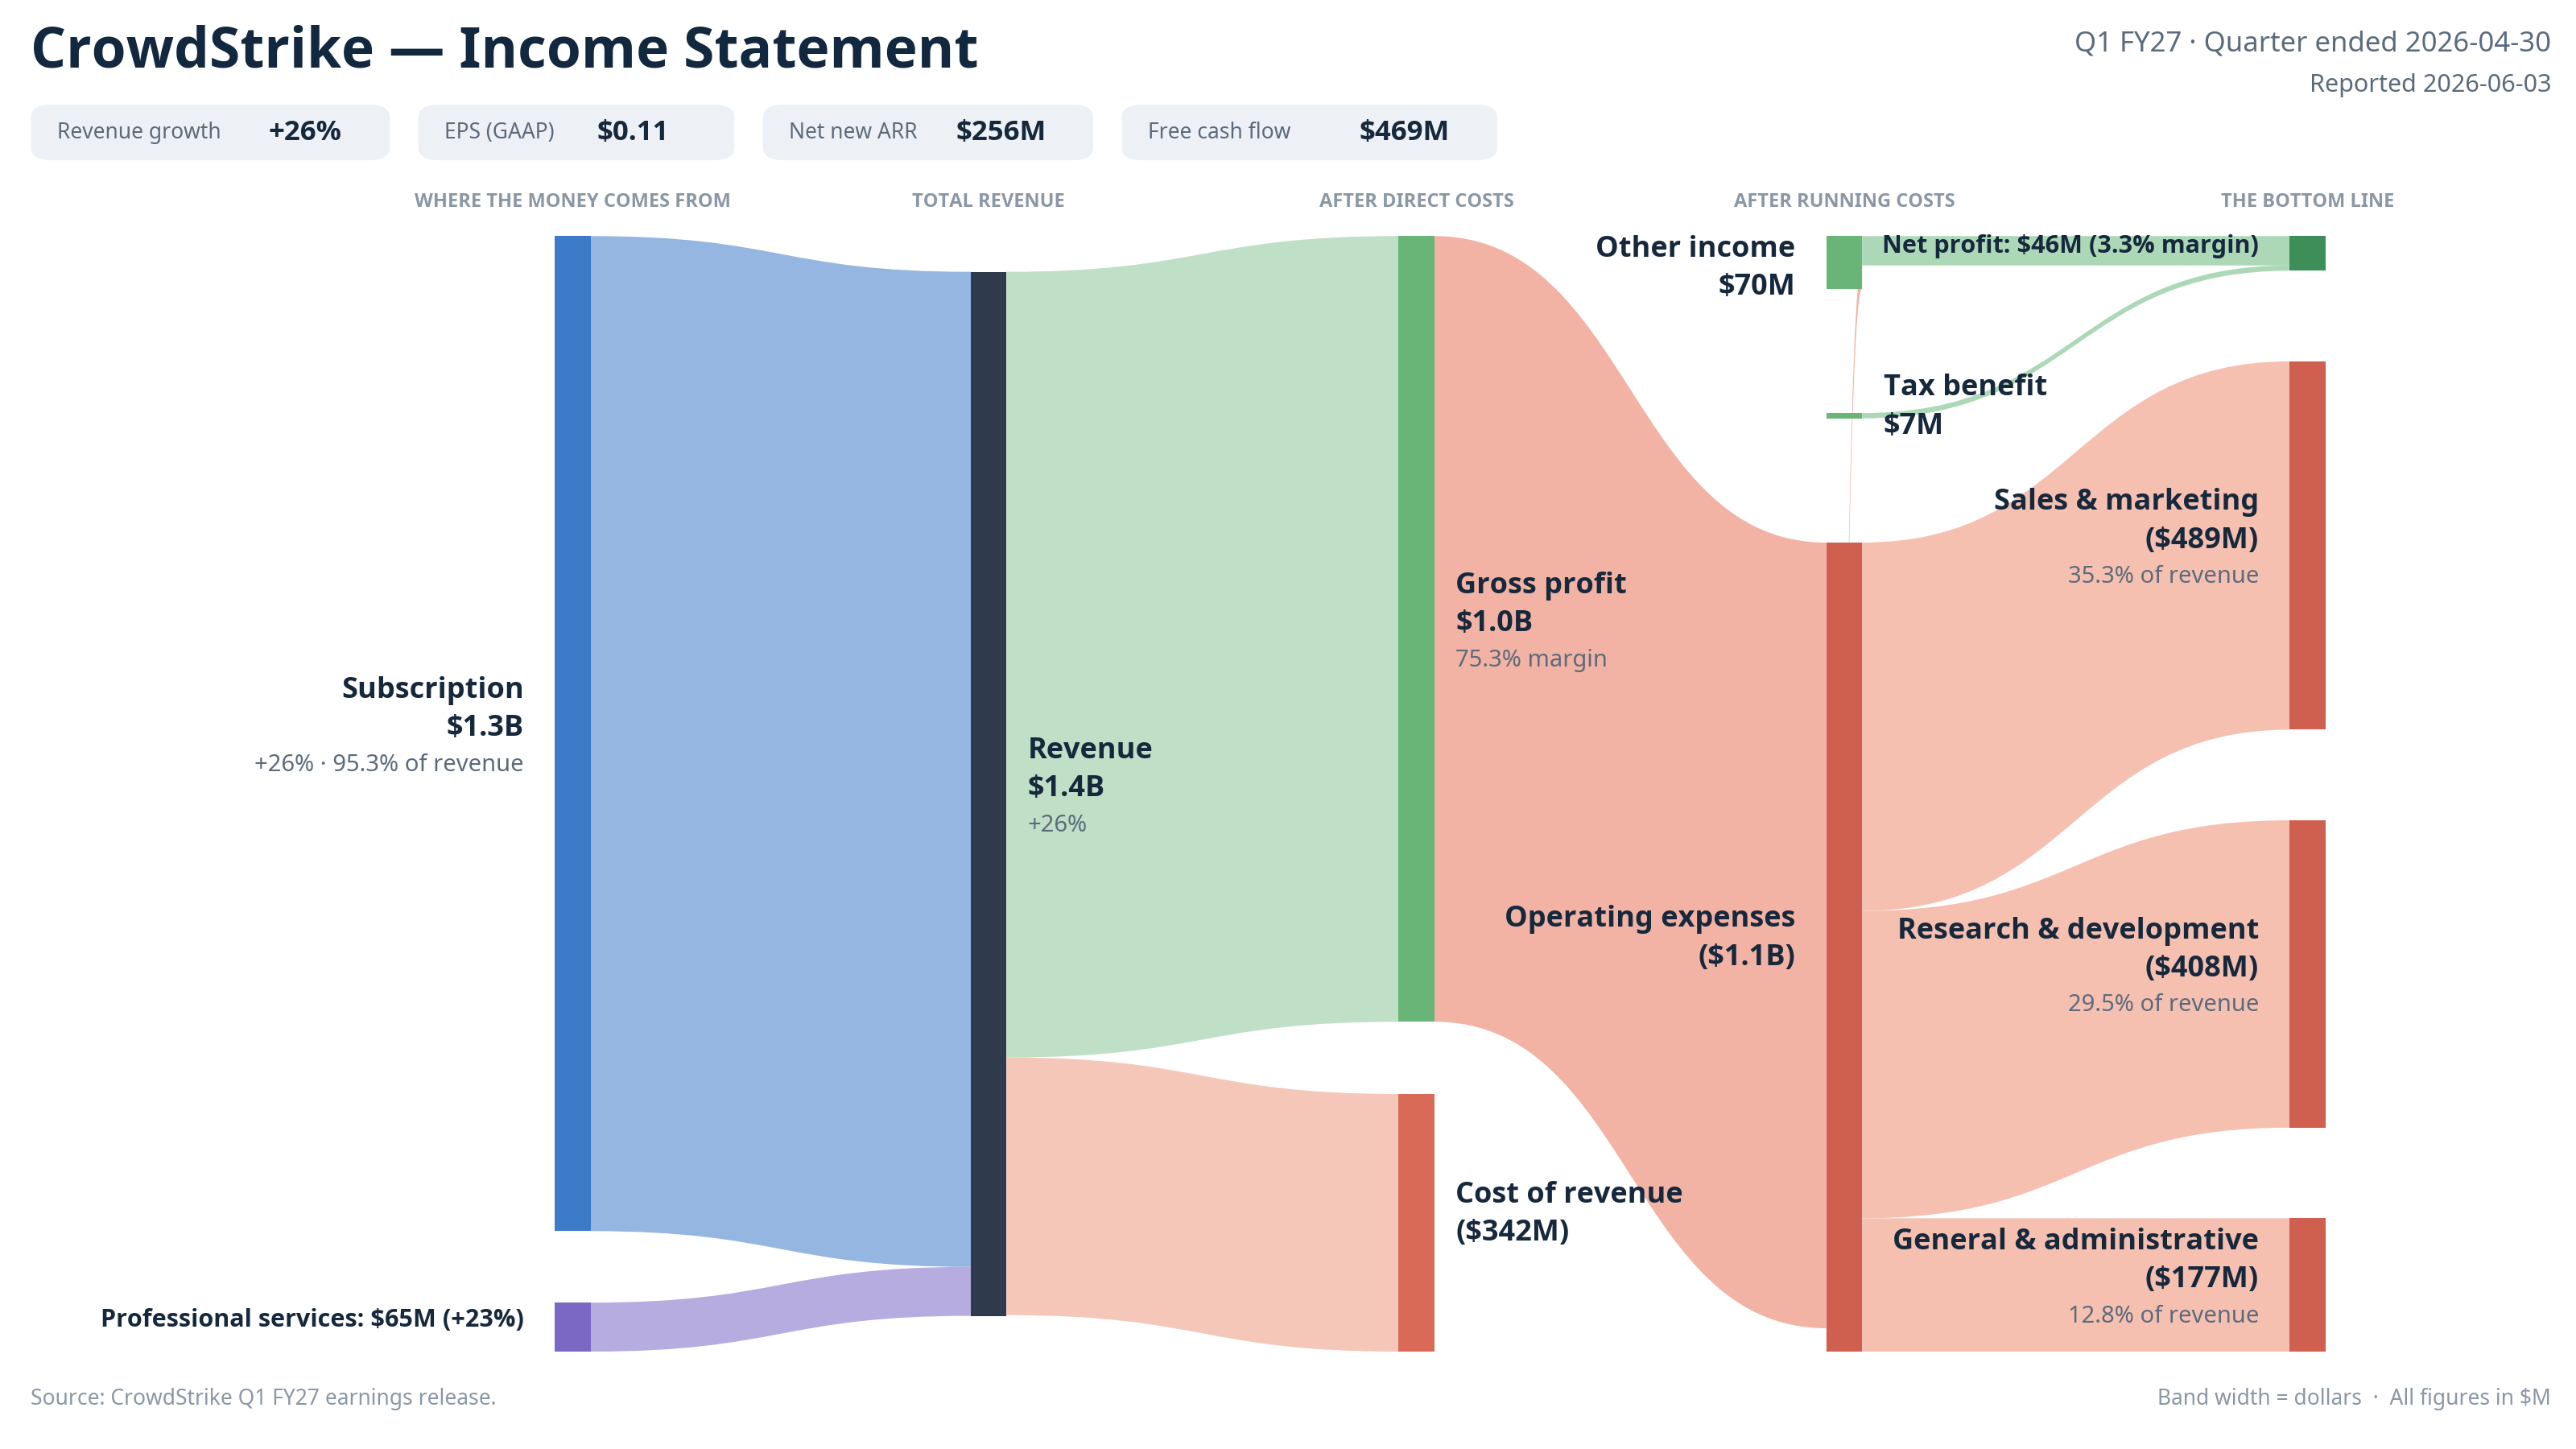 CrowdStrike — Income Statement
Q1 FY27 · Quarter ended 2026-04-30
Reported 2026-06-03
Revenue growth +26%
EPS (GAAP) $0.11
Net new ARR $256M
Free cash flow $469M
WHERE THE MONEY COMES FROM
TOTAL REVENUE
AFTER DIRECT COSTS
AFTER RUNNING COSTS
THE BOTTOM LINE
Subscription
$1.3B
+26% · 95.3% of revenue
Professional services: $65M (+23%)
Revenue
$1.4B
+26%
Gross profit
$1.0B
75.3% margin
Cost of revenue
($342M)
Other income
$70M
Tax benefit
$7M
Operating expenses
($1.1B)
Net profit: $46M (3.3% margin)
Sales & marketing
($489M)
35.3% of revenue
Research & development
($408M)
29.5% of revenue
General & administrative
($177M)
12.8% of revenue
Source: CrowdStrike Q1 FY27 earnings release.
Band width = dollars · All figures in $M